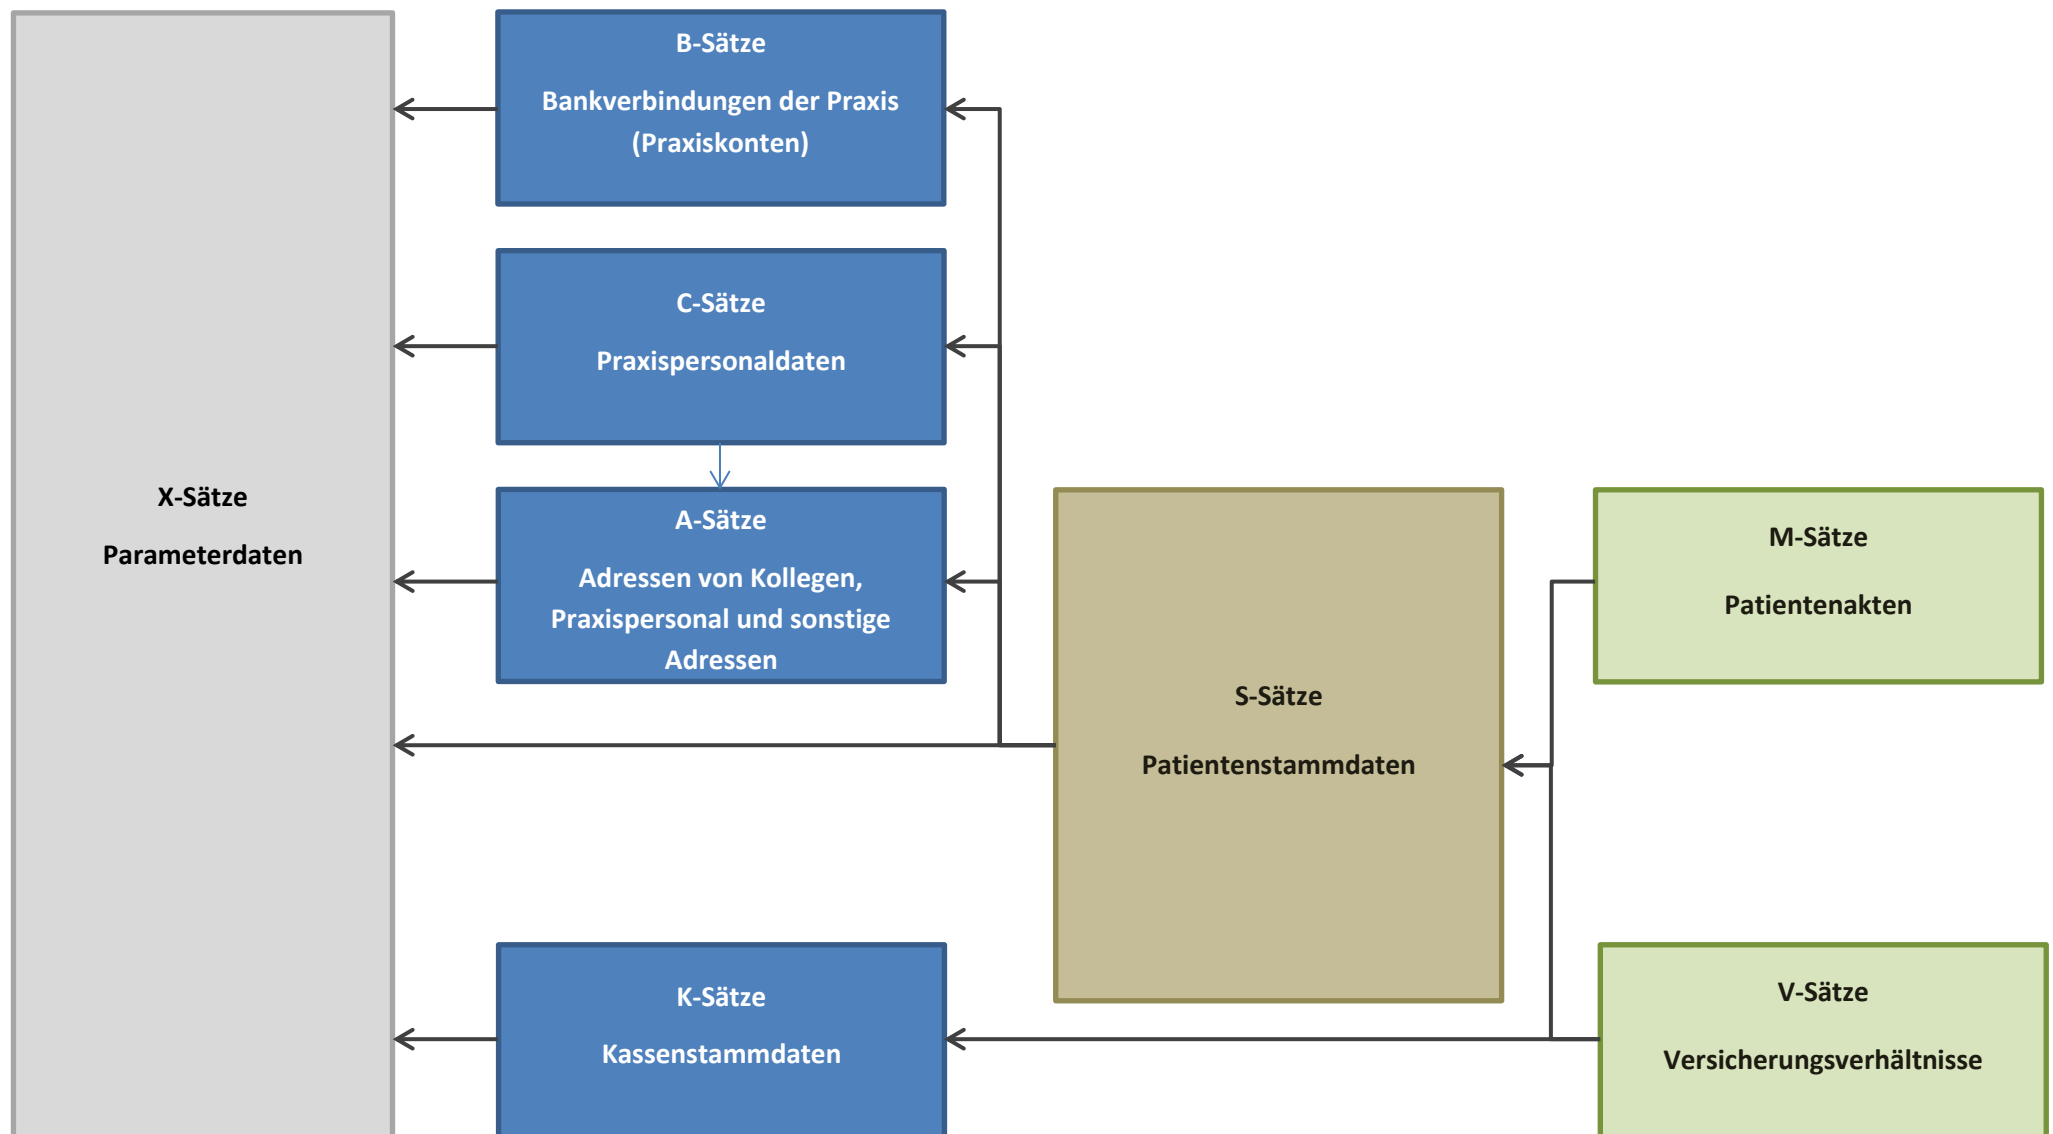 X-Sätze
Parameterdaten
B-Sätze
Bankverbindungen der Praxis
(Praxiskonten)
C-Sätze
Praxispersonaldaten
A-Sätze
Adressen von Kollegen,
Praxispersonal und sonstige
Adressen
K-Sätze
Kassenstammdaten
S-Sätze
Patientenstammdaten
M-Sätze
Patientenakten
V-Sätze
Versicherungsverhältnisse